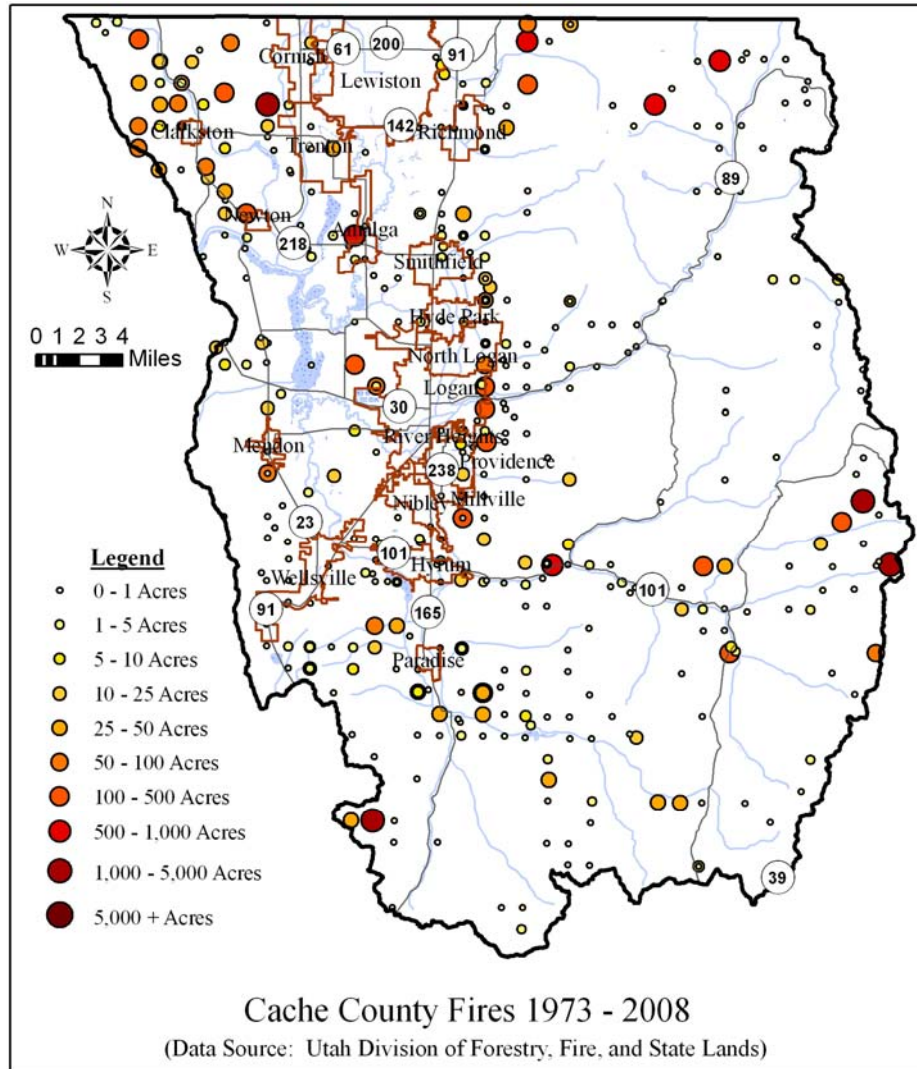 61
200
91
Cornish
Lewiston
142
Richmond
Clarkston
Trenton
89
N
W E
S
Newton
Amalga
218
Smithfield
0 1 2 3 4
Miles
Hyde Park
North Logan
Logan
30
River Heights
Mendon
Providence
238
Nibley
Millville
23
101
Hyrum
Wellsville
101
91
165
Paradise
39
Legend
0 - 1 Acres
1 - 5 Acres
5 - 10 Acres
10 - 25 Acres
25 - 50 Acres
50 - 100 Acres
100 - 500 Acres
500 - 1,000 Acres
1,000 - 5,000 Acres
5,000 + Acres
Cache County Fires 1973 - 2008
(Data Source: Utah Division of Forestry, Fire, and State Lands)